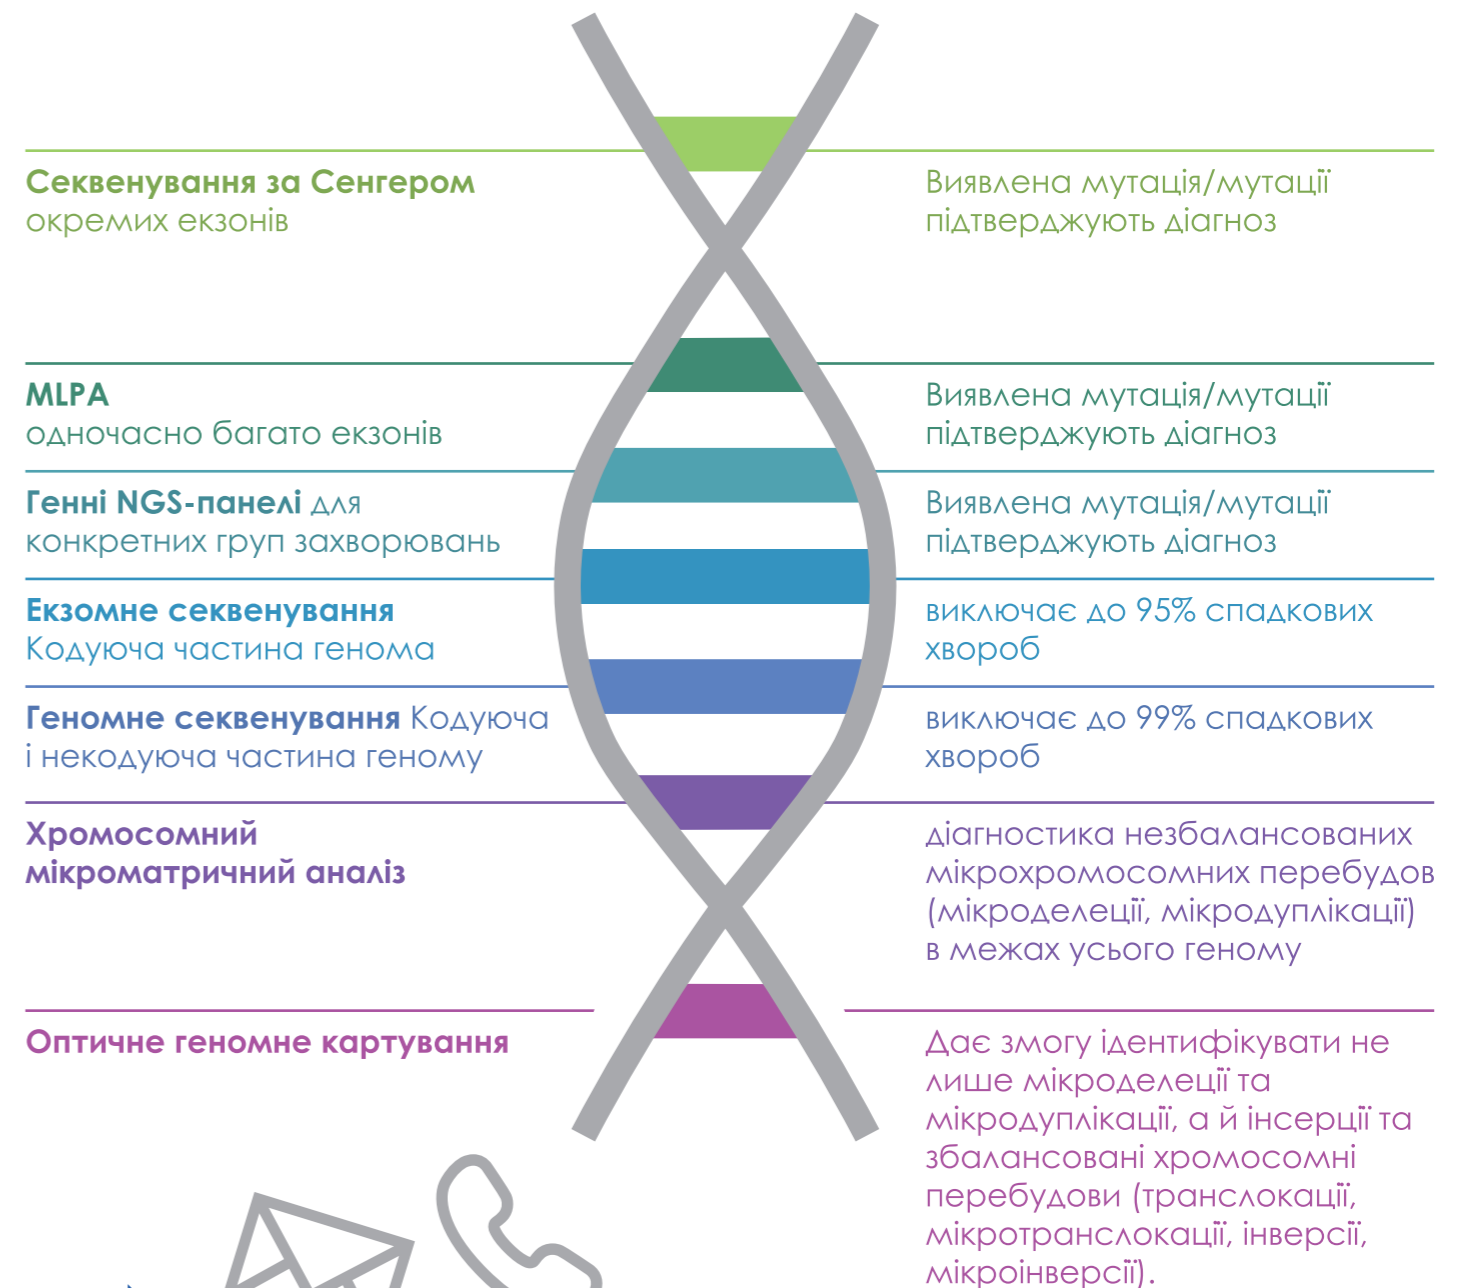 Секвенування за Сенгером
окремих екзонів
Виявлена мутація/мутації
підтверджують діагноз
MLPA
одночасно багато екзонів
Виявлена мутація/мутації
підтверджують діагноз
Генні NGS-панелі для
конкретних груп захворювань
Виявлена мутація/мутації
підтверджують діагноз
Екзомне секвенування
Кодуюча частина генома
виключає до 95% спадкових
хвороб
Геномне секвенування Кодуюча
і некодуюча частина геному
виключає до 99% спадкових
хвороб
Хромосомний
мікроматричний аналіз
діагностика незбалансованих
мікрохромосомних перебудов
(мікроделеції, мікродуплікації)
в межах усього геному
Оптичне геномне картування
Дає змогу ідентифікувати не
лише мікроделеції та
мікродуплікації, а й інсерції та
збалансовані хромосомні
перебудови (транслокації,
мікротранслокації, інверсії,
мікроінверсії).